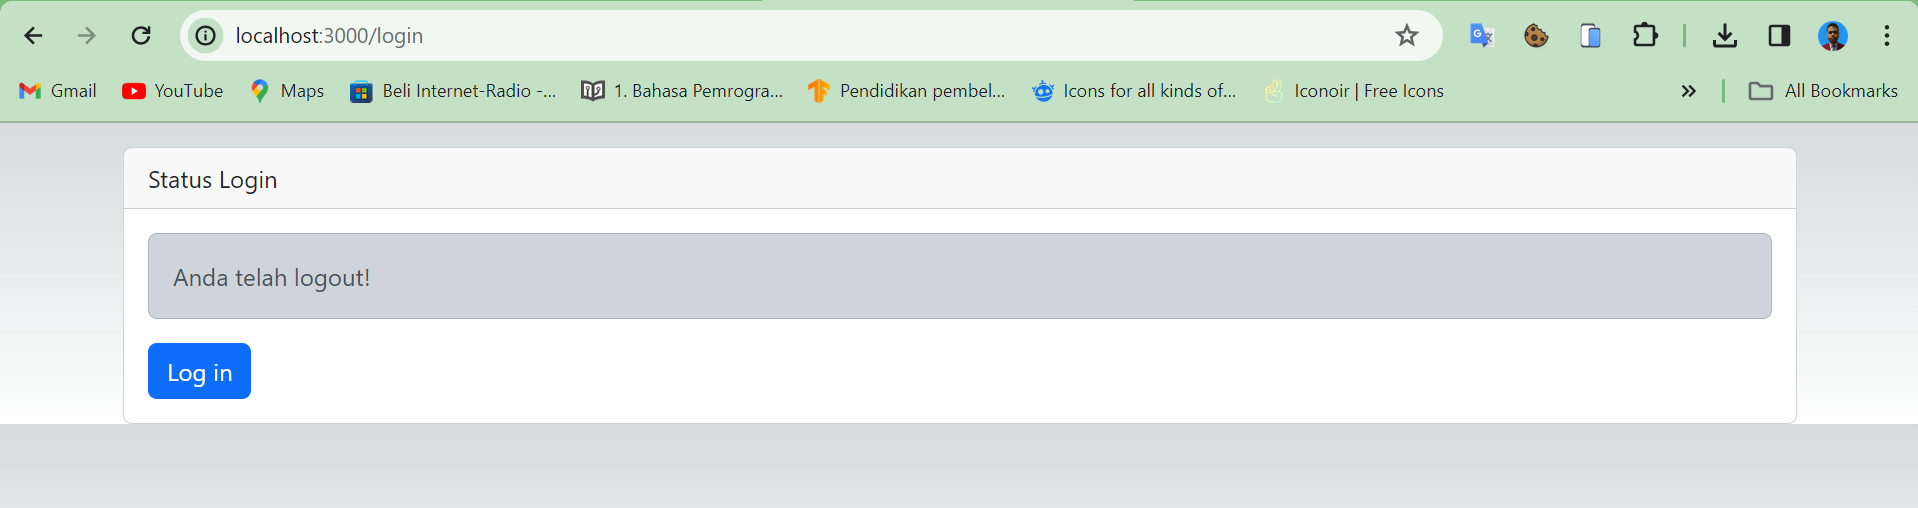 localhost:3000/login
Gmail YouTube Maps Beli Internet-Radio -... 1. Bahasa Pemrogra... Pendidikan pembel... Icons for all kinds of... Iconoir | Free Icons » All Bookmarks
Status Login
Anda telah logout!
Log in